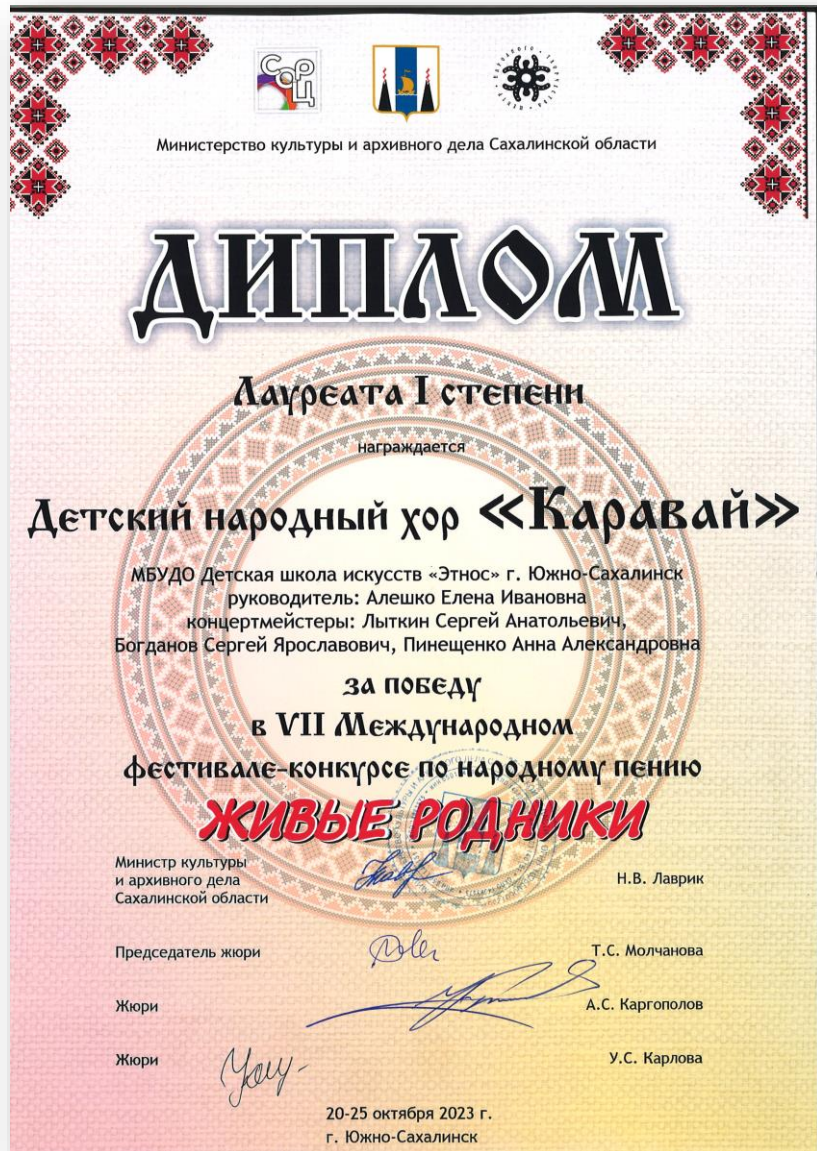 СОРЦ
Министерство культуры и архивного дела Сахалинской области
ДИПЛОМ
Лауреата I степени
награждается
Детский народный хор «Каравай»
МБУДО Детская школа искусств «Этнос» г. Южно-Сахалинск
руководитель: Алешко Елена Ивановна
концертмейстеры: Лыткин Сергей Анатольевич,
Богданов Сергей Ярославович, Пинещенко Анна Александровна
за победу
в VII Международном
фестивале-конкурсе по народному пению
ЖИВЫЕ РОДНИКИ
Министр культуры
и архивного дела
Сахалинской области
Н.В. Лаврик
Председатель жюри
Т.С. Молчанова
Жюри
А.С. Каргополов
Жюри
У.С. Карлова
20-25 октября 2023 г.
г. Южно-Сахалинск